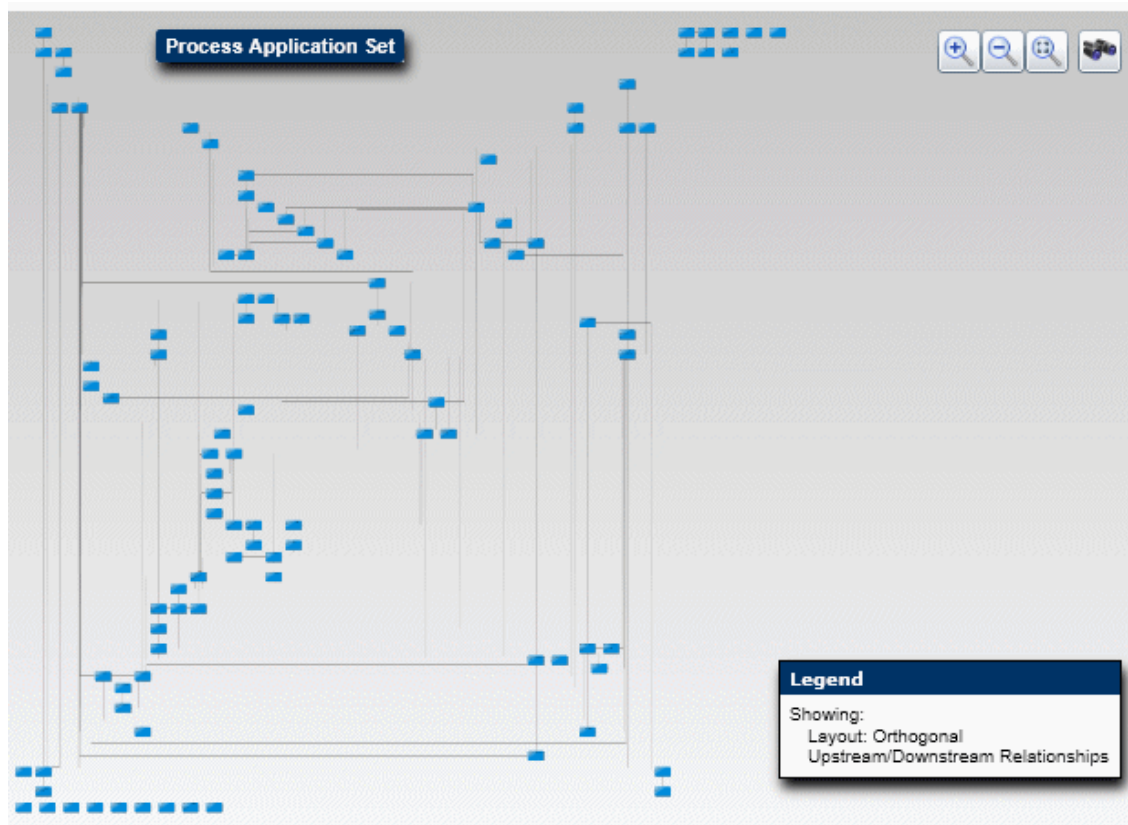 Process Application Set
Legend
Showing:
Layout: Orthogonal
Upstream/Downstream Relationships